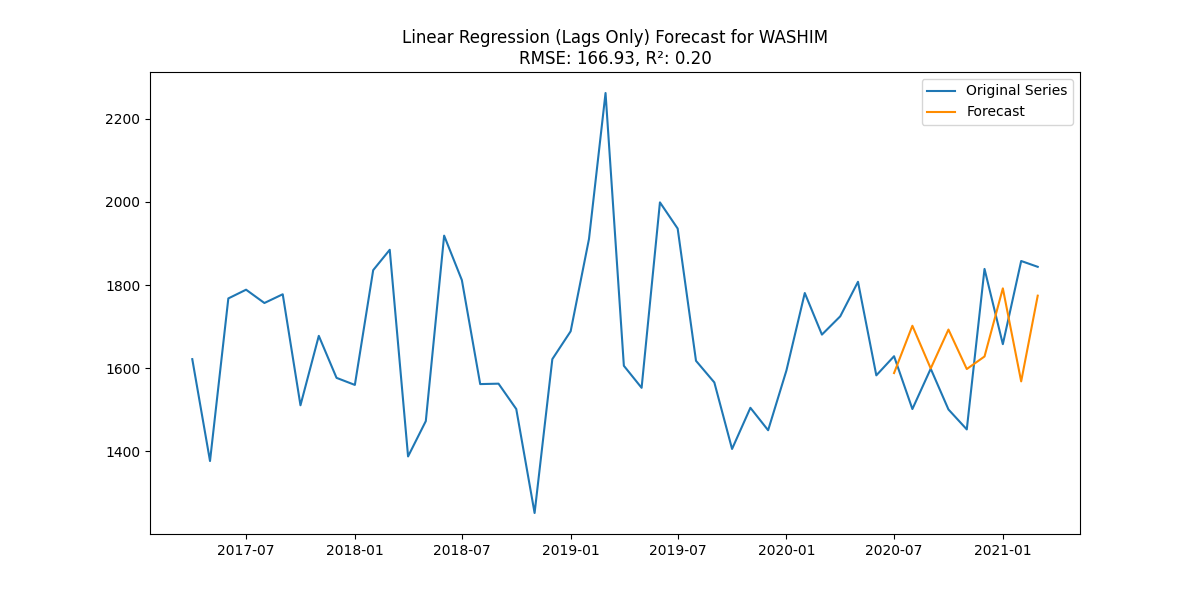 Linear Regression (Lags Only) Forecast for WASHIM
RMSE: 166.93, R²: 0.20
Original Series
Forecast
2200
2000
1800
1600
1400
2017-07 2018-01 2018-07 2019-01 2019-07 2020-01 2020-07 2021-01